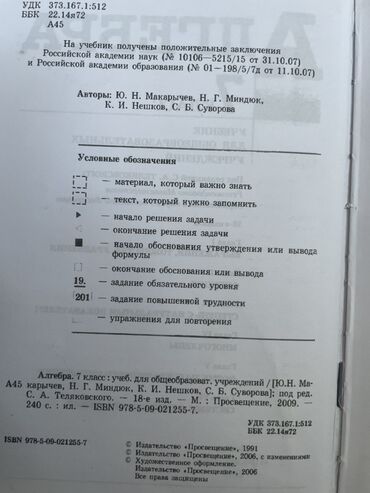 УДК 373.167.1:512
ББК 22.14я72
А45
На учебник получены положительные заключения
Российской академии наук (№ 10106—5215/15 от 31.10.07)
и Российской академии образования (№ 01—198/5/7д от 11.10.07)
Авторы: Ю. Н. Макарычев, Н. Г. Миндюк,
К. И. Нешков, С. Б. Суворова
Условные обозначения
— материал, который важно знать
— текст, который нужно запомнить
— начало решения задачи
— окончание решения задачи
— начало обоснования утверждения или вывода
формулы
— окончание обоснования или вывода
19. — задание обязательного уровня
201 — задание повышенной трудности
— упражнения для повторения
Алгебра. 7 класс : учеб. для общеобразоват. учреждений / [Ю.Н. Ма-
А45 карычев, Н. Г. Миндюк, К. И. Нешков, С. Б. Суворова]; под ред.
С. А. Теляковского. — 18-е изд. — М. : Просвещение, 2009. —
240 с. : ил. — ISBN 978-5-09-021255-7.
УДК 373.167.1:512
ББК 22.14я72
ISBN 978-5-09-021255-7
© Издательство «Просвещение», 1991
© Издательство «Просвещение», 2006, с изменениями
© Художественное оформление.
Издательство «Просвещение», 2006
Все права защищены